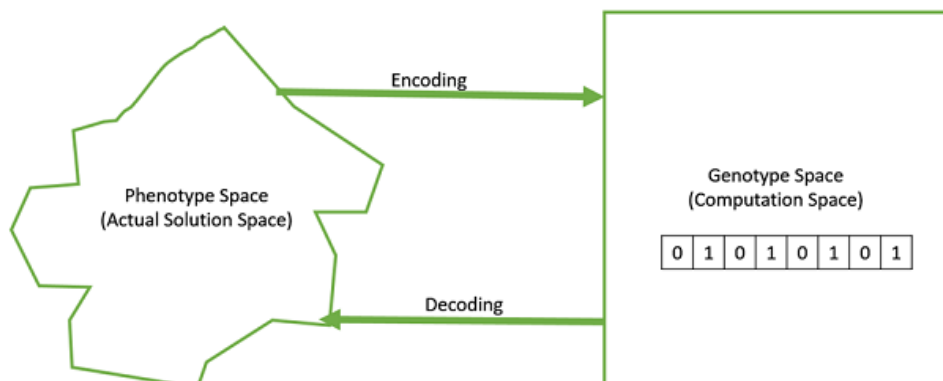 Encoding
Phenotype Space
(Actual Solution Space)
Genotype Space
(Computation Space)
0 1 0 1 0 1 0 1
Decoding